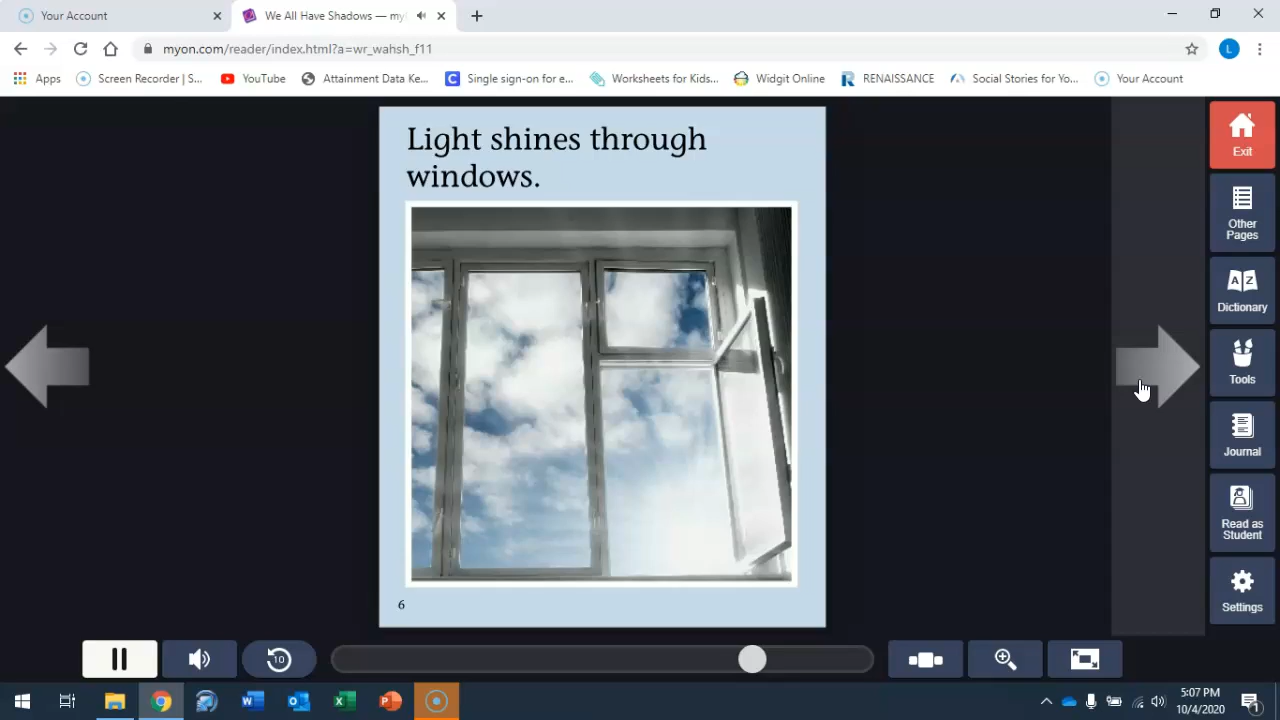 Your Account
We All Have Shadows — my
myon.com/reader/index.html?a=wr_wahsh_f11
L
Apps
Screen Recorder | S...
YouTube
Attainment Data Ke...
Single sign-on for e...
Worksheets for Kids...
Widgit Online
RENAISSANCE
Social Stories for Yo...
Your Account
Light shines through
windows.
6
Exit
Other
Pages
A Z
Dictionary
Tools
Journal
Read as
Student
Settings
10
5:07 PM
10/4/2020
1